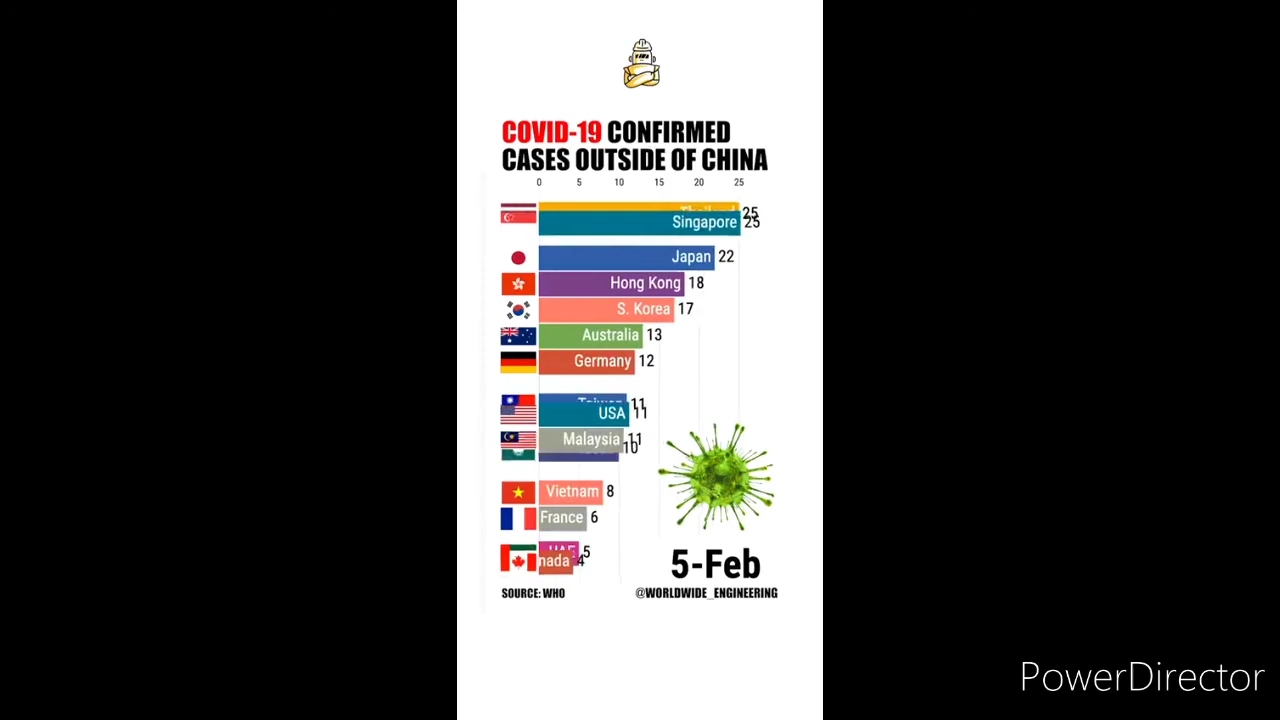 COVID-19 CONFIRMED
CASES OUTSIDE OF CHINA
0 5 10 15 20 25
25
Singapore 25
Japan 22
Hong Kong 18
S. Korea 17
Australia 13
Germany 12
11
USA 11
Malaysia 11
10
Vietnam 8
France 6
UAE 5
nada 4
5-Feb
SOURCE: WHO
@WORLDWIDE_ENGINEERING
PowerDirector